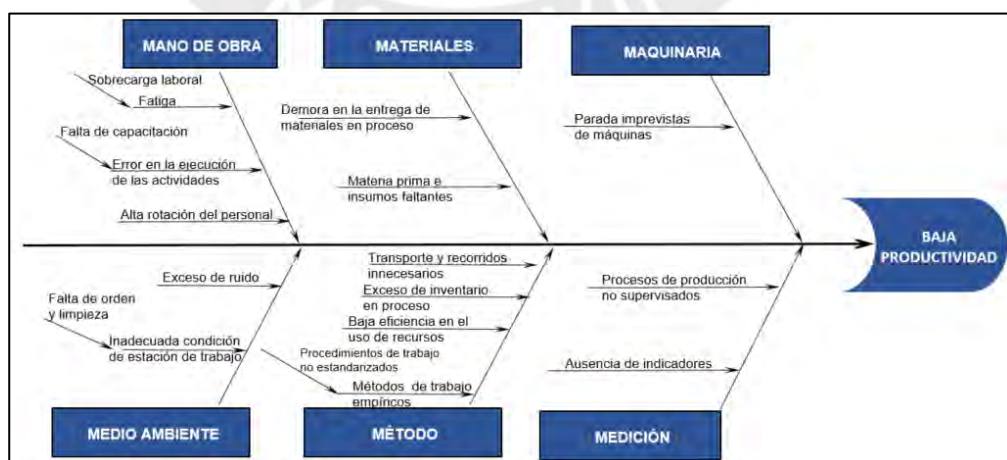 MANO DE OBRA
MATERIALES
MAQUINARIA
Sobrecarga laboral
Fatiga
Falta de capacitación
Error en la ejecución
de las actividades
Alta rotación del personal
Demora en la entrega de
materiales en proceso
Materia prima e
insumos faltantes
Parada imprevistas
de máquinas
BAJA
PRODUCTIVIDAD
Exceso de ruido
Falta de orden
y limpieza
Inadecuada condición
de estación de trabajo
Transporte y recorridos
innecesarios
Exceso de inventario
en proceso
Baja eficiencia en el
uso de recursos
Procedimientos de trabajo
no estandarizados
Métodos de trabajo
empíricos
Procesos de producción
no supervisados
Ausencia de indicadores
MEDIO AMBIENTE
MÉTODO
MEDICIÓN